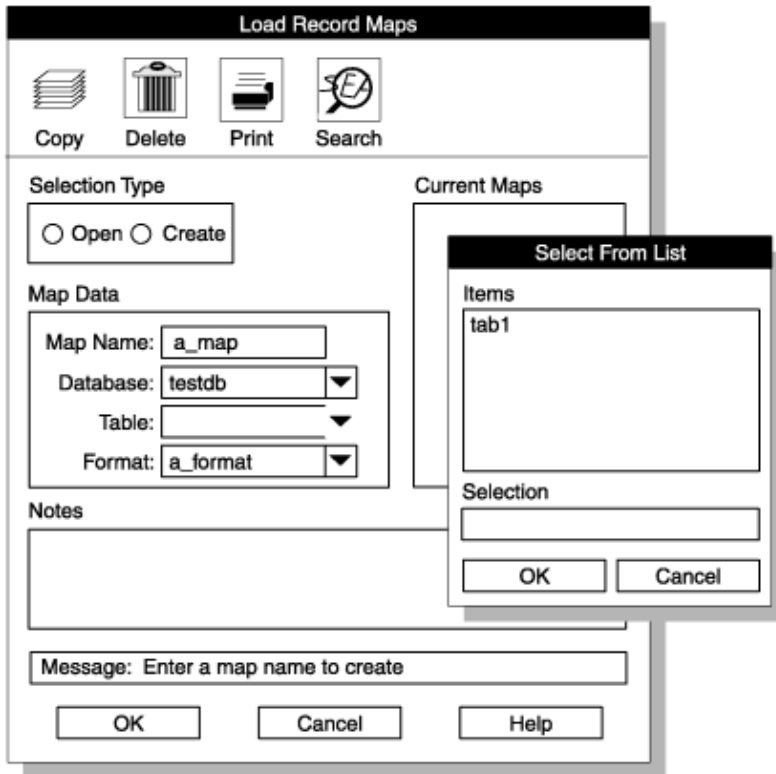 Load Record Maps
Copy Delete Print Search
Selection Type
Open Create
Current Maps
Map Data
Map Name: a_map
Database: testdb
Table:
Format: a_format
Notes
Message: Enter a map name to create
OK Cancel Help
Select From List
Items
tab1
Selection
OK Cancel